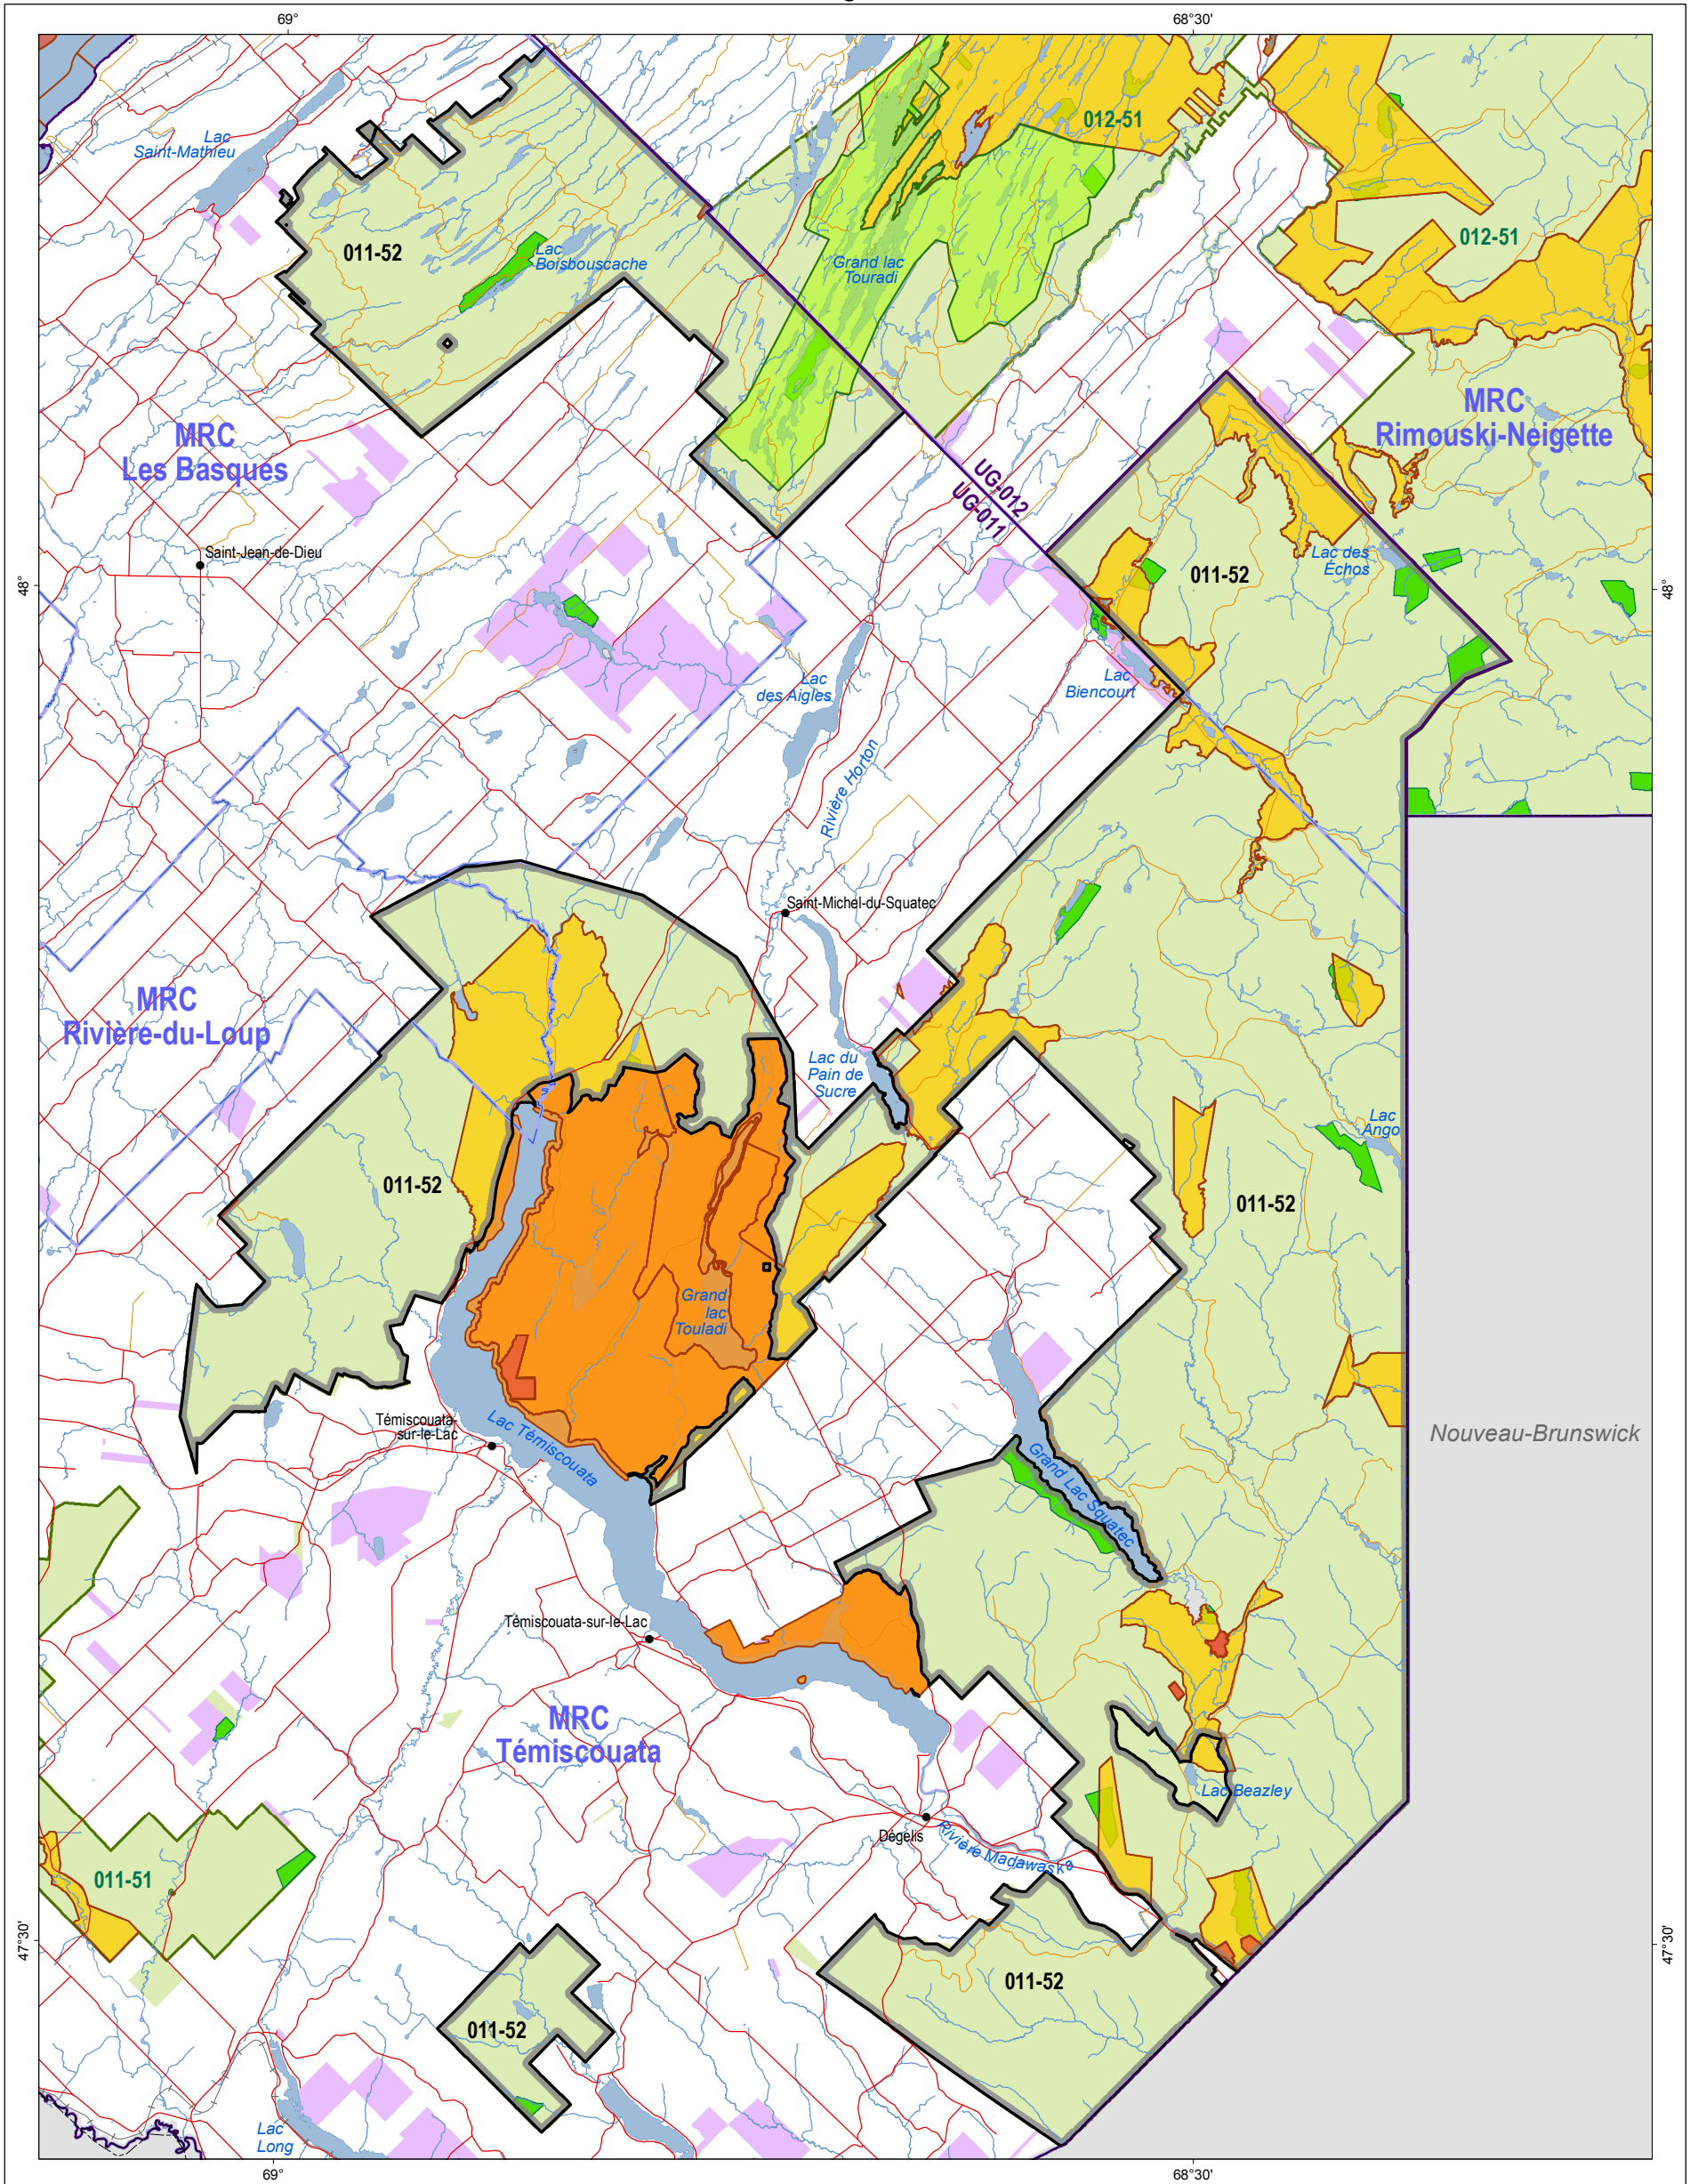 69°
68°30'
Lac
Saint-Mathieu
012-51
011-52
Lac
Boisbouscache
Grand lac
Touradi
012-51
MRC
Les Basques
MRC
Rimouski-Neigette
UG-012
UG-011
Saint-Jean-de-Dieu
Lac des
Échos
011-52
48°
48°
Lac
des Aigles
Lac
Biencourt
Rivière Horton
Saint-Michel-du-Squatec
MRC
Rivière-du-Loup
Lac du
Pain de
Sucre
Lac
Ango
011-52
011-52
Grand
lac
Touladi
Témiscouata-
sur-le-Lac
Lac Témiscouata
Nouveau-Brunswick
Grand Lac Squatec
Témiscouata-sur-le-Lac
MRC
Témiscouata
Lac Beazley
Dégelis
Rivière Madawaska
011-51
47°30'
47°30'
011-52
011-52
Lac
Long
69°
68°30'